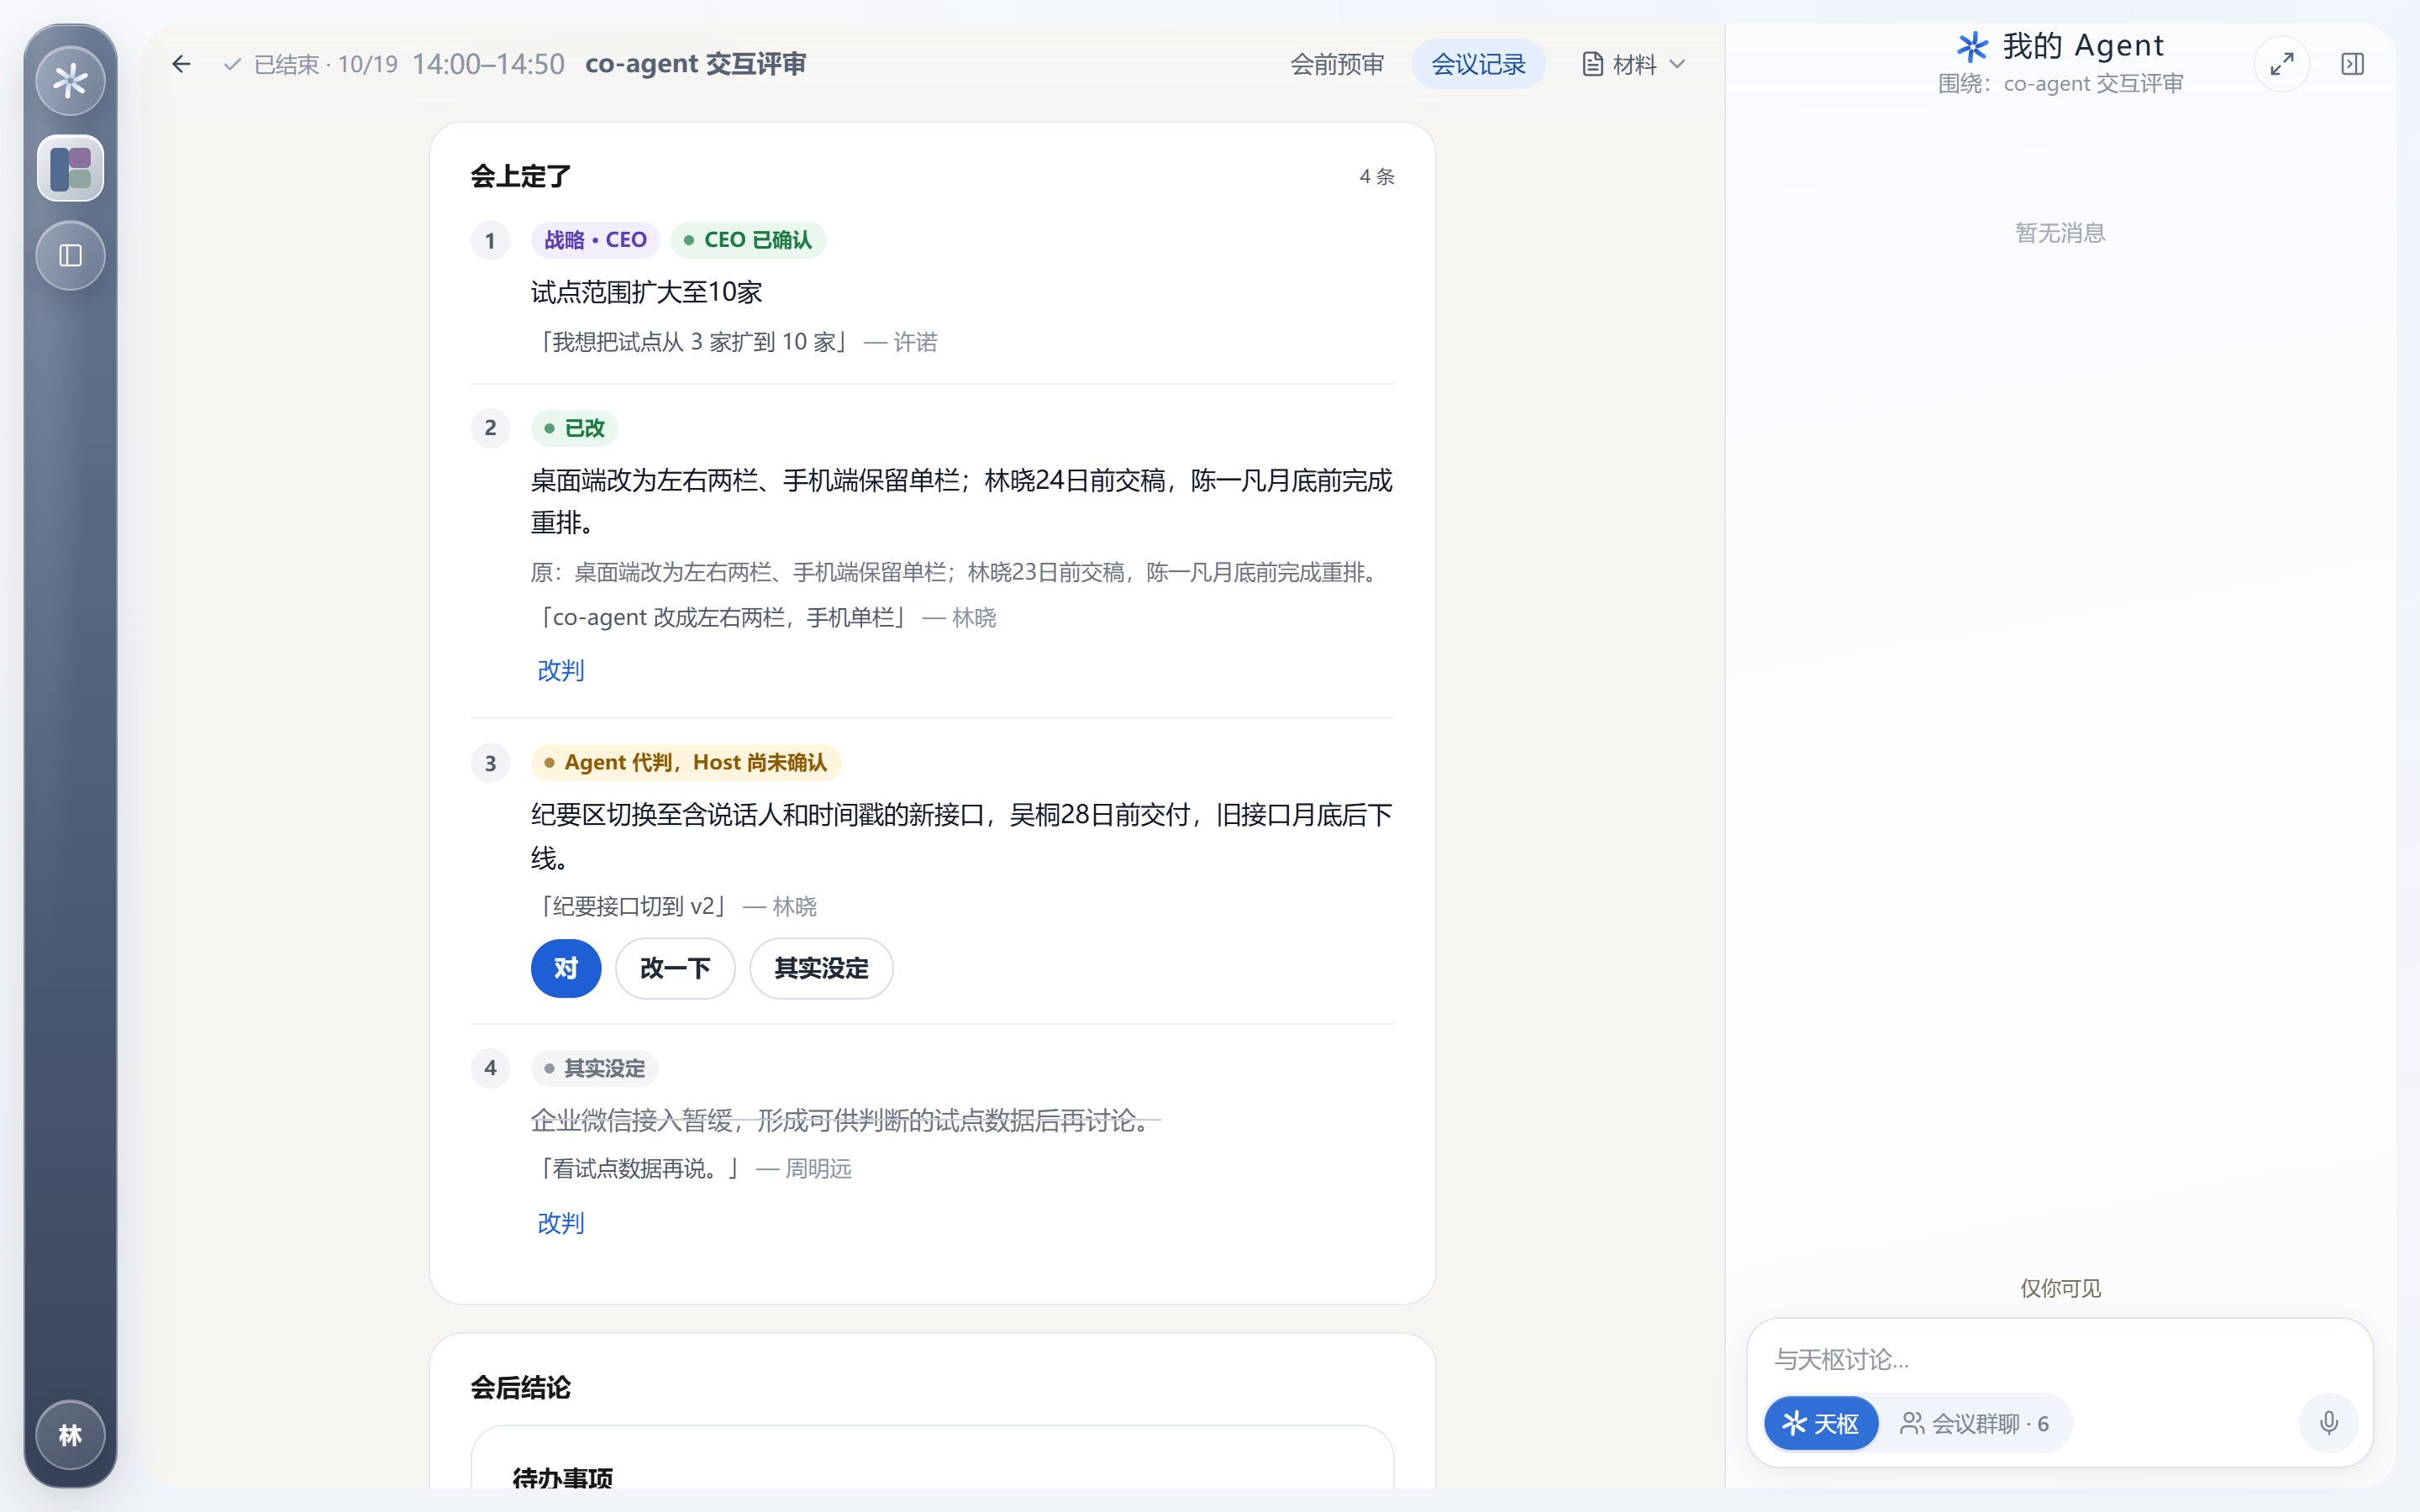 已结束 · 10/19 14:00–14:50 co-agent 交互评审
会前预审 会议记录 材料
我的 Agent
围绕：co-agent 交互评审
会上定了
4 条
1 战略 • CEO CEO 已确认
试点范围扩大至10家
「我想把试点从 3 家扩到 10 家」 — 许诺
2 已改
桌面端改为左右两栏、手机端保留单栏；林晓24日前交稿，陈一凡月底前完成
重排。
原：桌面端改为左右两栏、手机端保留单栏；林晓23日前交稿，陈一凡月底前完成重排。
「co-agent 改成左右两栏，手机单栏」 — 林晓
改判
3 Agent 代判，Host 尚未确认
纪要区切换至含说话人和时间戳的新接口，吴桐28日前交付，旧接口月底后下
线。
「纪要接口切到 v2」 — 林晓
对 改一下 其实没定
4 其实没定
企业微信接入暂缓，形成可供判断的试点数据后再讨论。
「看试点数据再说。」 — 周明远
改判
会后结论
待办事项
暂无消息
仅你可见
与天枢讨论...
天枢 会议群聊 · 6
林